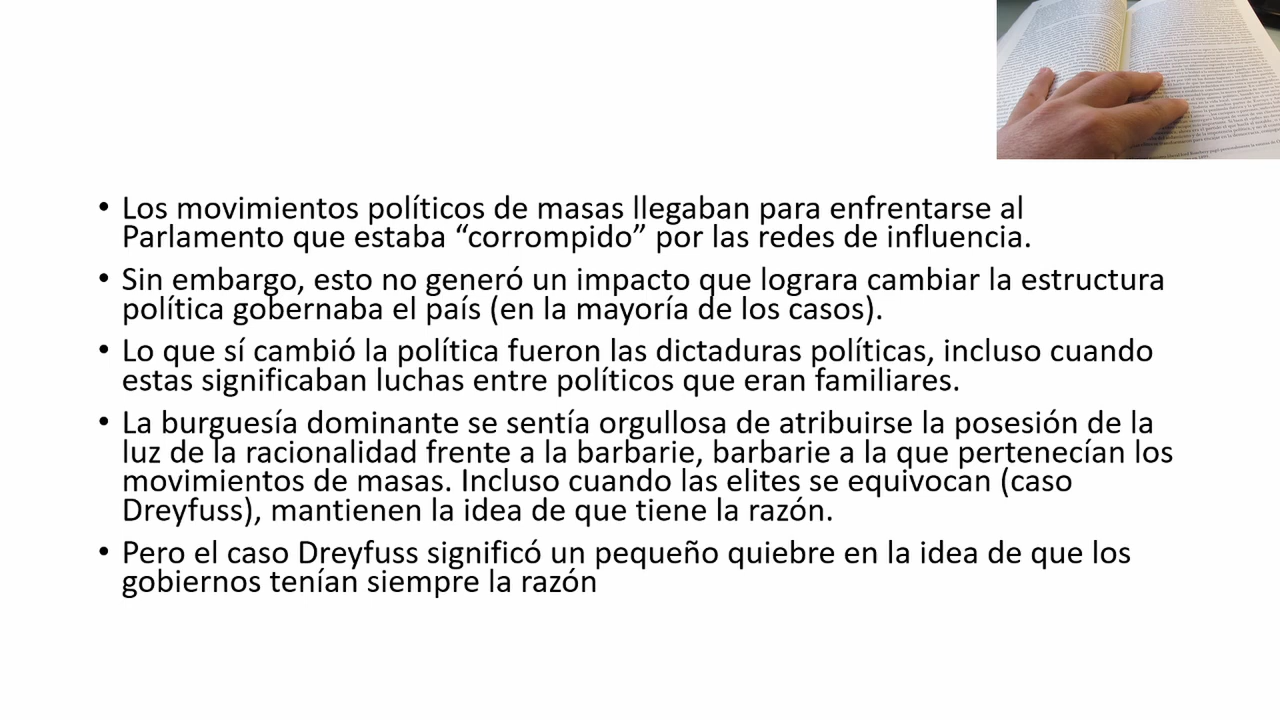 • Los movimientos políticos de masas llegaban para enfrentarse al
Parlamento que estaba “corrompido” por las redes de influencia.
• Sin embargo, esto no generó un impacto que lograra cambiar la estructura
política gobernaba el país (en la mayoría de los casos).
• Lo que sí cambió la política fueron las dictaduras políticas, incluso cuando
estas significaban luchas entre políticos que eran familiares.
• La burguesía dominante se sentía orgullosa de atribuirse la posesión de la
luz de la racionalidad frente a la barbarie, barbarie a la que pertenecían los
movimientos de masas. Incluso cuando las elites se equivocan (caso
Dreyfuss), mantienen la idea de que tiene la razón.
• Pero el caso Dreyfuss significó un pequeño quiebre en la idea de que los
gobiernos tenían siempre la razón